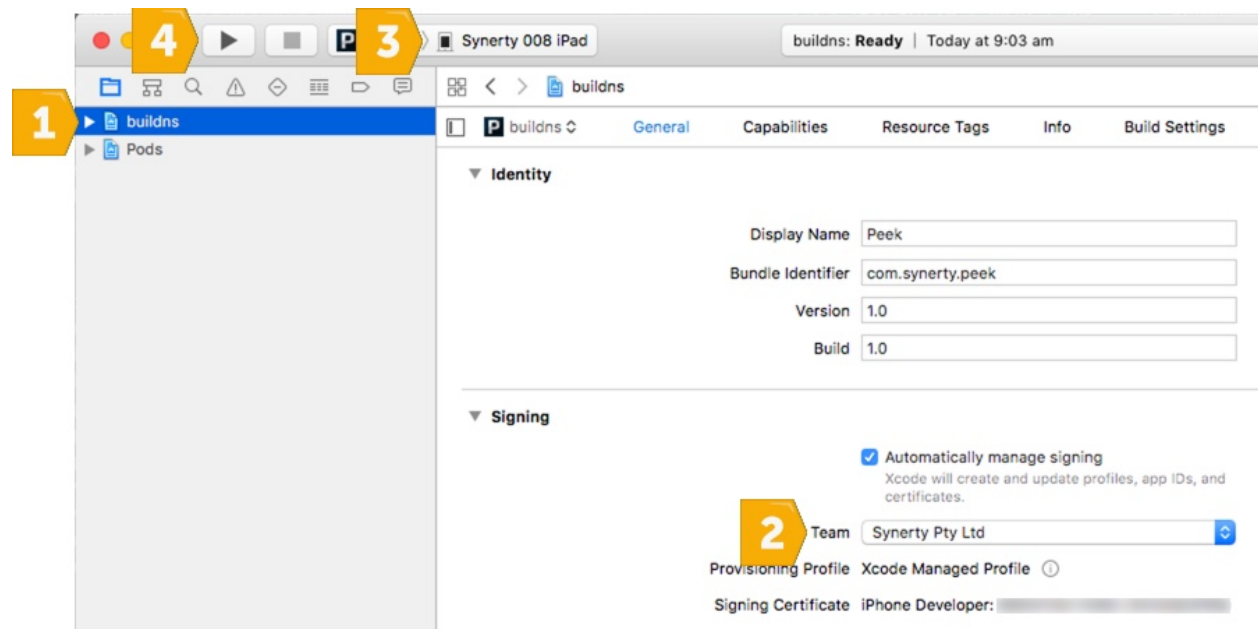 4
P
3
Synerty 008 iPad
buildns: Ready | Today at 9:03 am
buildns
1
buildns
P buildns
General
Capabilities
Resource Tags
Info
Build Settings
Pods
Identity
Display Name Peek
Bundle Identifier com.synerty.peek
Version 1.0
Build 1.0
Signing
Automatically manage signing
Xcode will create and update profiles, app IDs, and
certificates.
2
Team Synerty Pty Ltd
Provisioning Profile Xcode Managed Profile
Signing Certificate iPhone Developer: